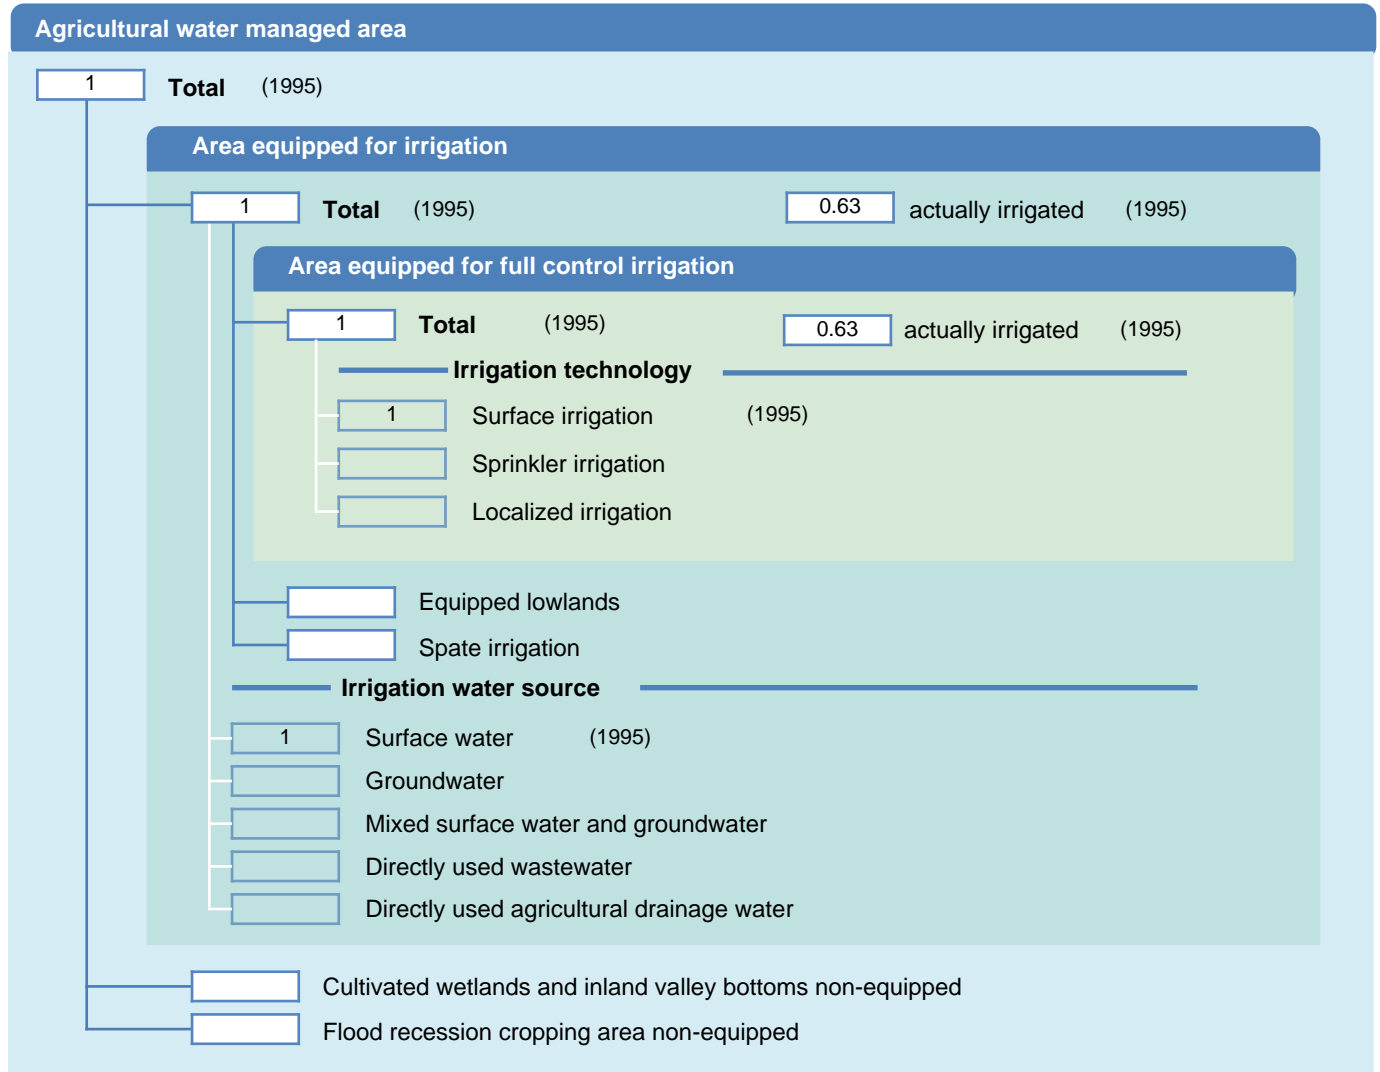 Agricultural water managed area
1 Total (1995)
Area equipped for irrigation
1 Total (1995) 0.63 actually irrigated (1995)
Area equipped for full control irrigation
1 Total (1995) 0.63 actually irrigated (1995)
Irrigation technology
1 Surface irrigation (1995)
Sprinkler irrigation
Localized irrigation
Equipped lowlands
Spate irrigation
Irrigation water source
1 Surface water (1995)
Groundwater
Mixed surface water and groundwater
Directly used wastewater
Directly used agricultural drainage water
Cultivated wetlands and inland valley bottoms non-equipped
Flood recession cropping area non-equipped